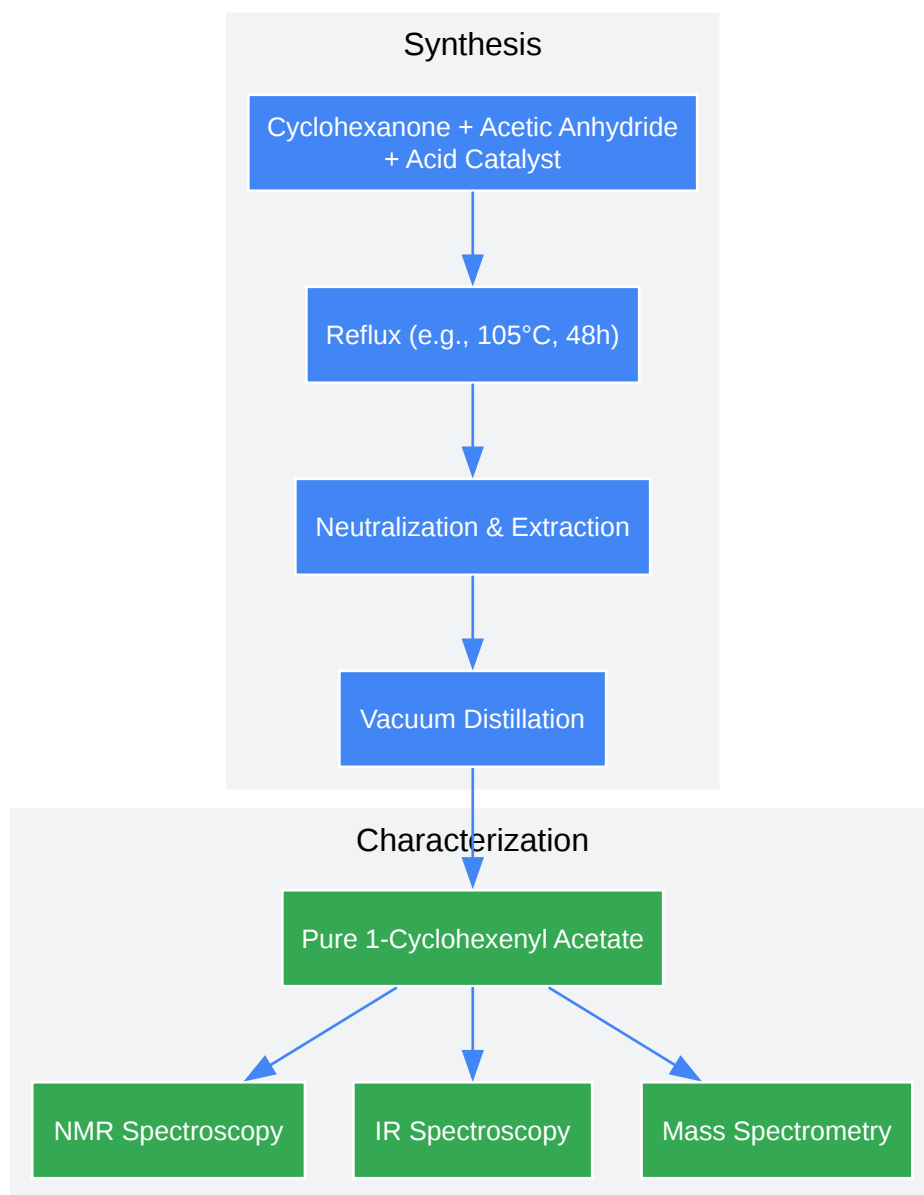 Synthesis
Cyclohexanone + Acetic Anhydride
+ Acid Catalyst
Reflux (e.g., 105°C, 48h)
Neutralization & Extraction
Vacuum Distillation
Characterization
Pure 1-Cyclohexenyl Acetate
NMR Spectroscopy
IR Spectroscopy
Mass Spectrometry